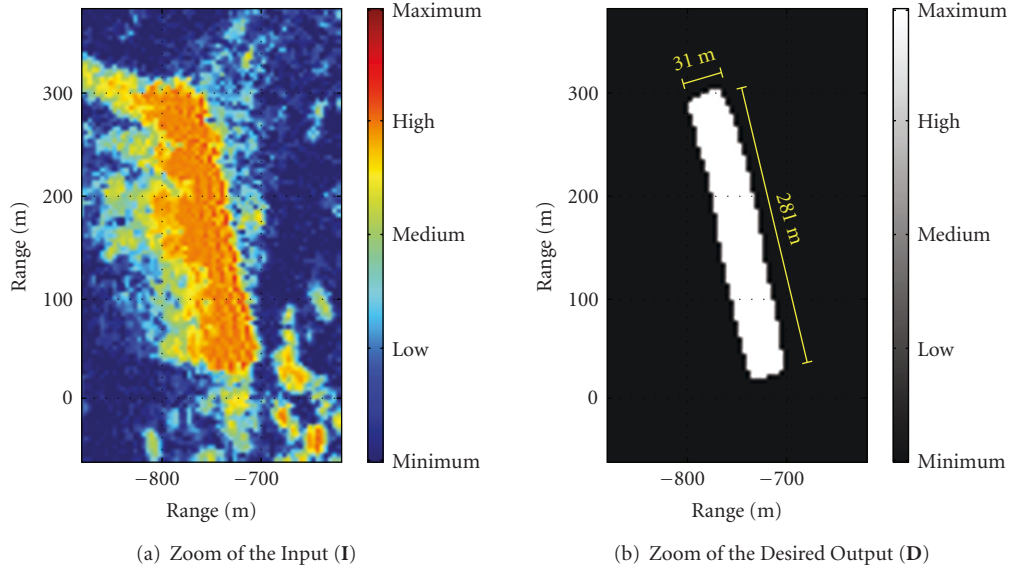 Maximum
High
Medium
Low
Minimum
300
200
100
0
Range (m)
−800
−700
Range (m)
(a) Zoom of the Input (I)
Maximum
High
Medium
Low
Minimum
31 m
281 m
300
200
100
0
Range (m)
−800
−700
Range (m)
(b) Zoom of the Desired Output (D)